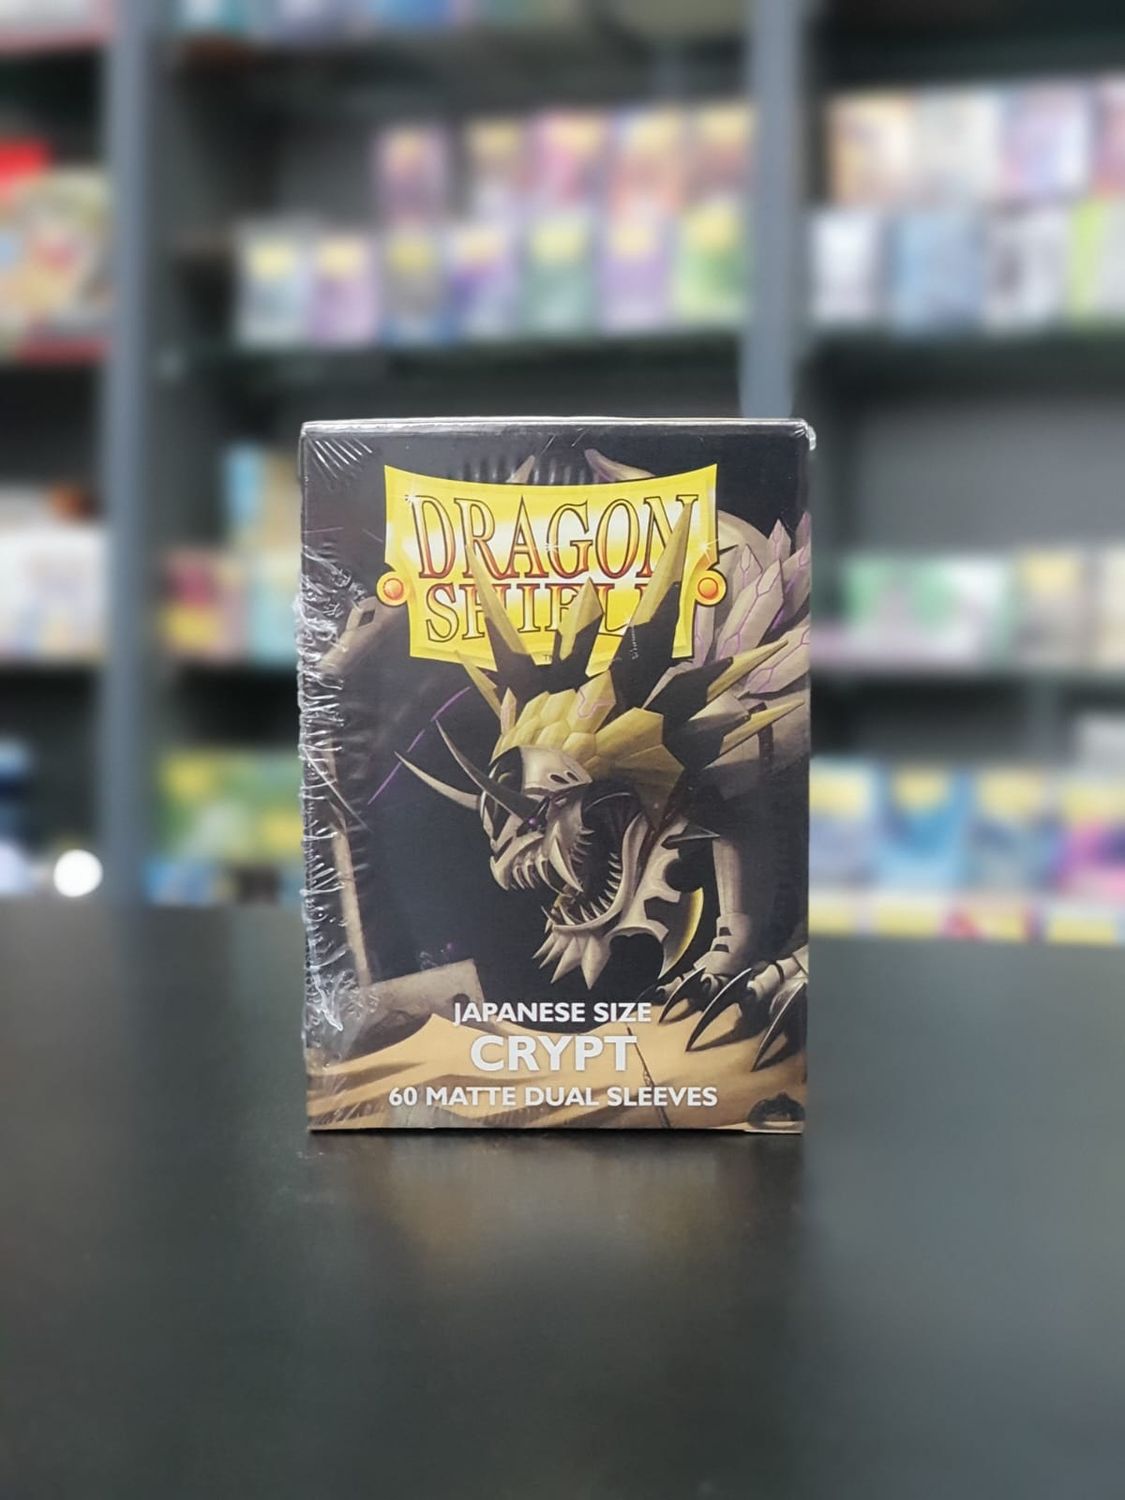 DRAGON
SHIELD
JAPANESE SIZE
CRYPT
60 MATTE DUAL SLEEVES